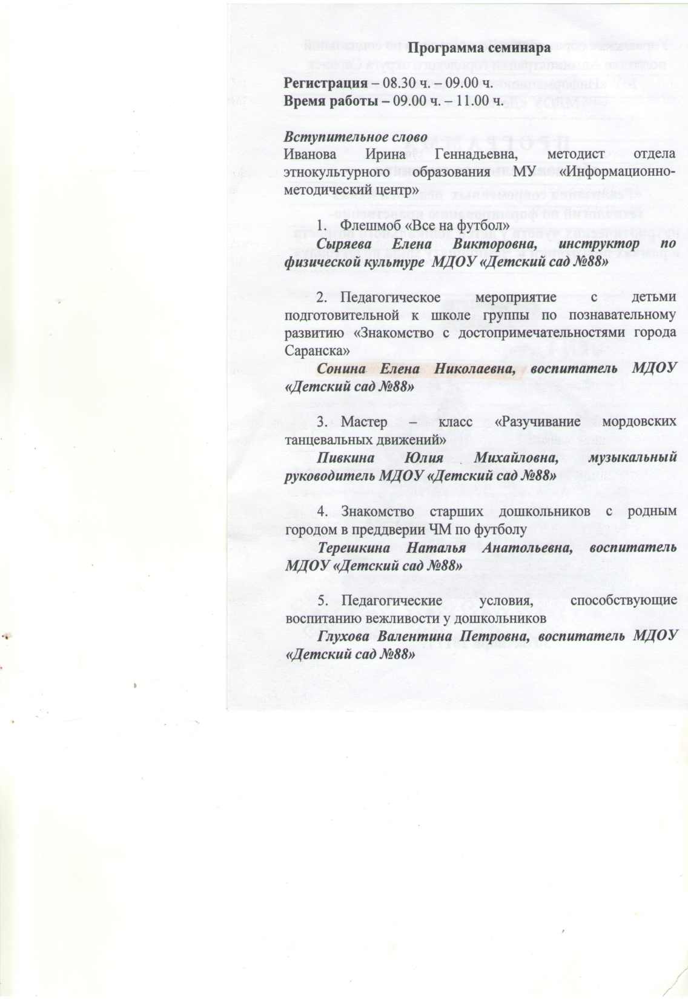 Программа семинара
Регистрация – 08.30 ч. – 09.00 ч.
Время работы – 09.00 ч. – 11.00 ч.
Вступительное слово
Иванова Ирина Геннадьевна, методист отдела
этнокультурного образования МУ «Информационно-
методический центр»
1. Флешмоб «Все на футбол»
Сыряева Елена Викторовна, инструктор по
физической культуре МДОУ «Детский сад №88»
2. Педагогическое мероприятие с детьми
подготовительной к школе группы по познавательному
развитию «Знакомство с достопримечательностями города
Саранска»
Сонина Елена Николаевна, воспитатель МДОУ
«Детский сад №88»
3. Мастер – класс «Разучивание мордовских
танцевальных движений»
Пивкина Юлия Михайловна, музыкальный
руководитель МДОУ «Детский сад №88»
4. Знакомство старших дошкольников с родным
городом в преддверии ЧМ по футболу
Терешкина Наталья Анатольевна, воспитатель
МДОУ «Детский сад №88»
5. Педагогические условия, способствующие
воспитанию вежливости у дошкольников
Глухова Валентина Петровна, воспитатель МДОУ
«Детский сад №88»